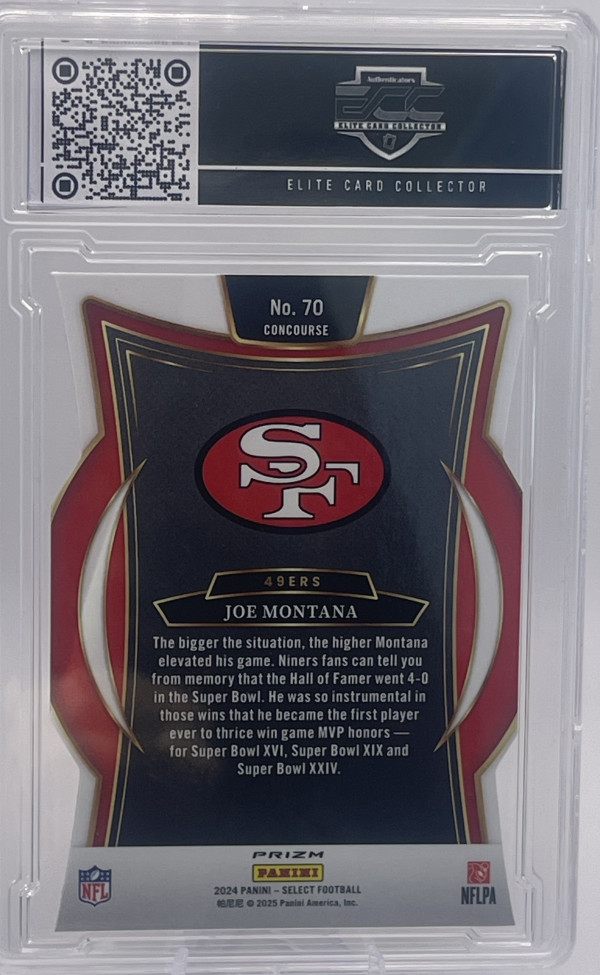 Authenticators
ECC
ELITE CARD COLLECTOR
ELITE CARD COLLECTOR
No. 70
CONCOURSE
SF
49ERS
JOE MONTANA
The bigger the situation, the higher Montana
elevated his game. Niners fans can tell you
from memory that the Hall of Famer went 4-0
in the Super Bowl. He was so instrumental in
those wins that he became the first player
ever to thrice win game MVP honors —
for Super Bowl XVI, Super Bowl XIX and
Super Bowl XXIV.
PRIZM
PANINI
NFL
2024 PANINI – SELECT FOOTBALL
帕尼尼 © 2025 Panini America, Inc.
NFLPA